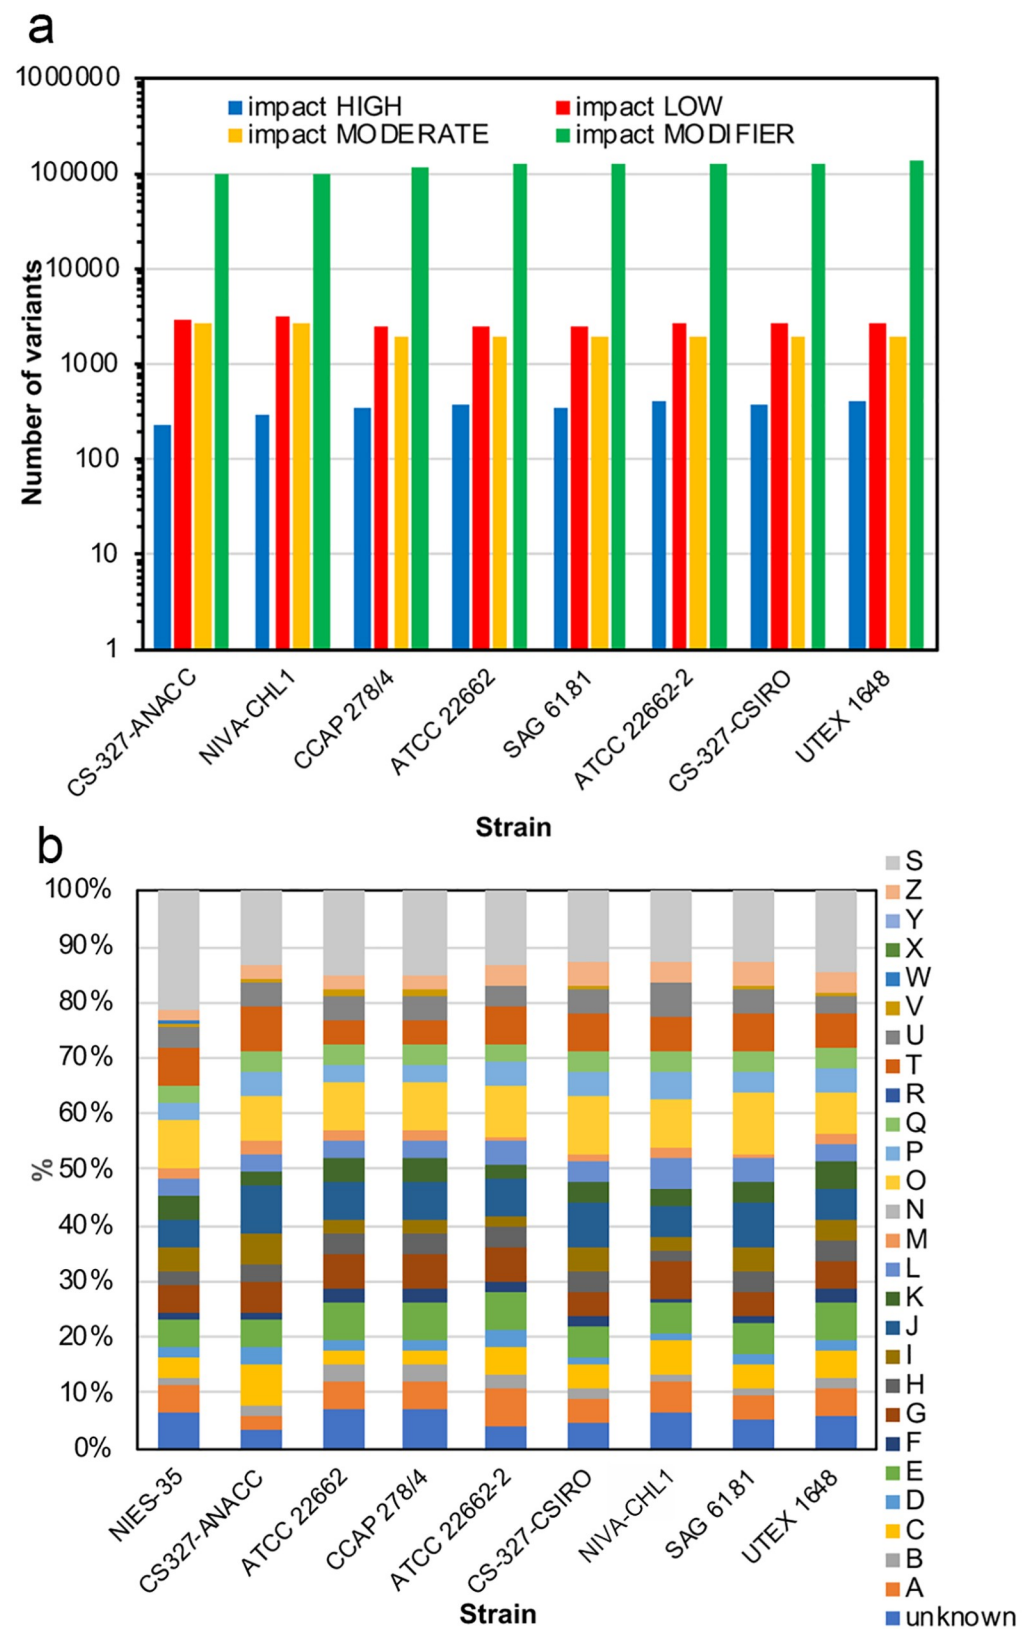 a
1000000
impact HIGH impact LOW
impact MODERATE impact MODIFIER
100000
10000
1000
100
10
1
Number of variants
CS-327-ANACC
NIVA-CHL1
CCAP 278/4
ATCC 22662
SAG 61.81
ATCC 22662-2
CS-327-CSIRO
UTEX 1648
Strain
b
100%
90%
80%
70%
60%
50%
40%
30%
20%
10%
0%
%
NIES-35
CS327-ANACC
ATCC 22662
CCAP 278/4
ATCC 22662-2
CS-327-CSIRO
NIVA-CHL1
SAG 61.81
UTEX 1648
Strain
S
Z
Y
X
W
V
U
T
R
Q
P
O
N
M
L
K
J
I
H
G
F
E
D
C
B
A
unknown